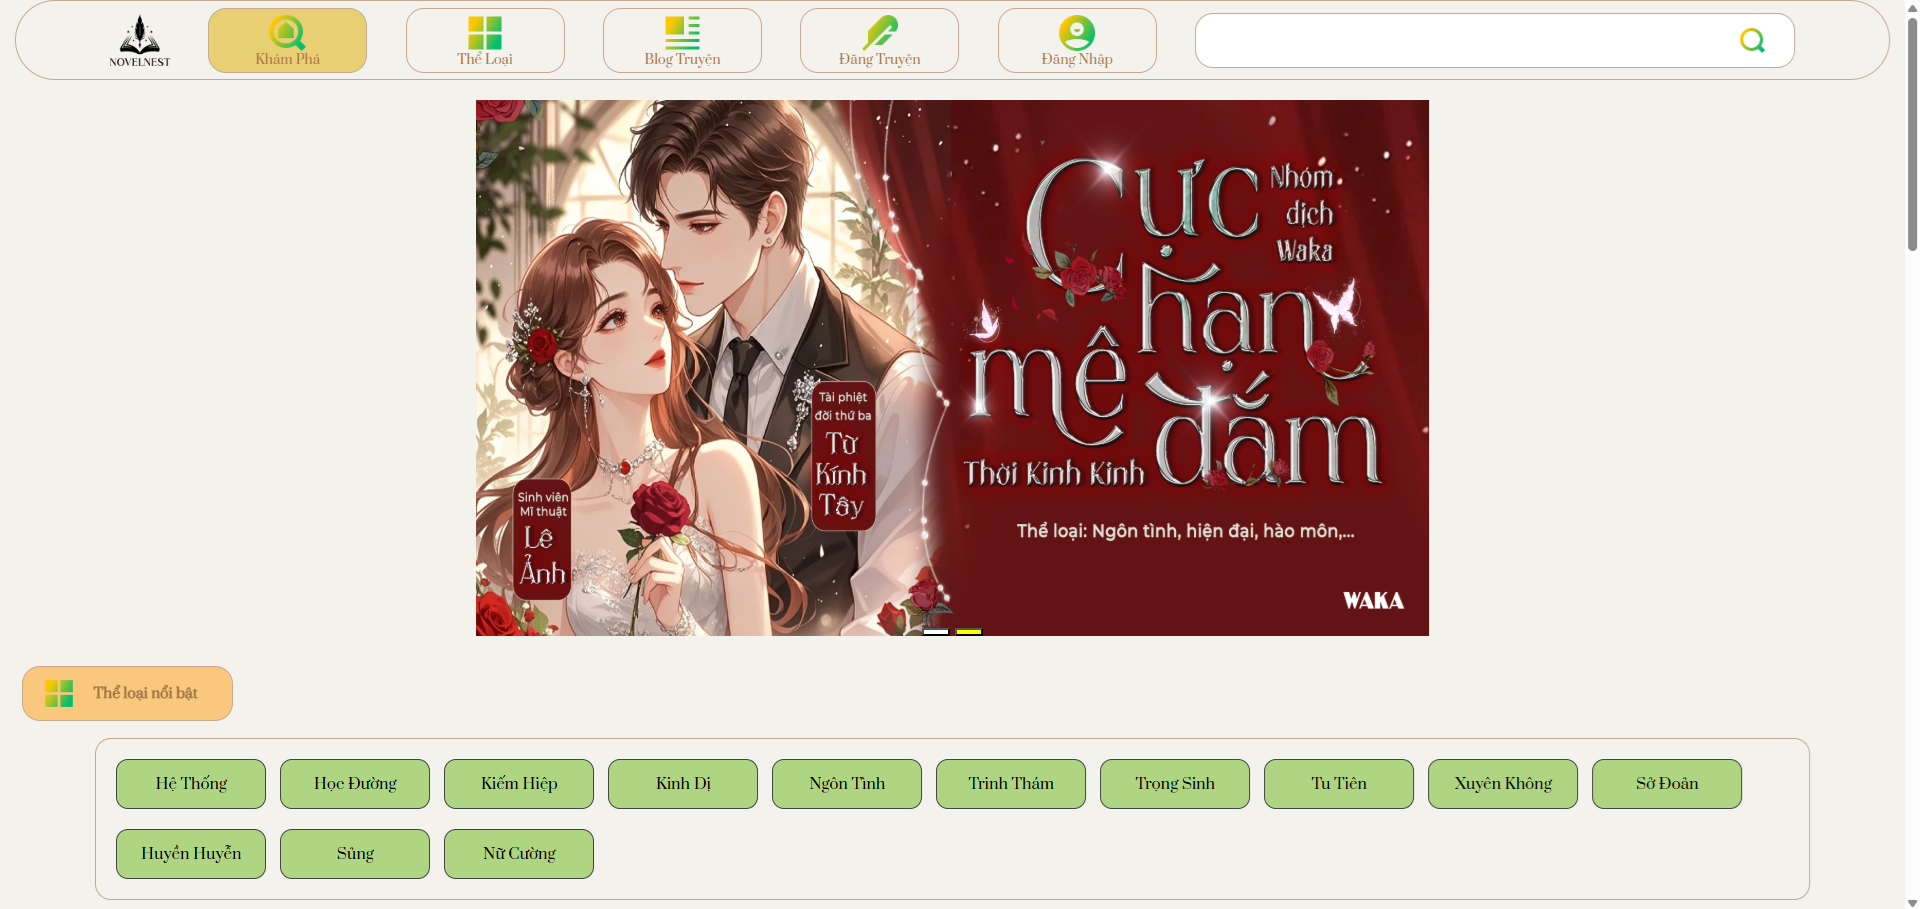 NOVELNEST
Khám Phá
Thể Loại
Blog Truyện
Đăng Truyện
Đăng Nhập
Cực
hạn
mê
đắm
Nhóm
dịch
Waka
Thời Kinh Kinh
Tài phiệt
đời thứ ba
Từ
Kính
Tây
Sinh viên
Mĩ thuật
Lê
Ảnh
Thể loại: Ngôn tình, hiện đại, hào môn,...
WAKA
Thể loại nổi bật
Hệ Thống
Học Đường
Kiếm Hiệp
Kinh Dị
Ngôn Tình
Trinh Thám
Trọng Sinh
Tu Tiên
Xuyên Không
Sở Đoản
Huyền Huyễn
Sủng
Nữ Cường